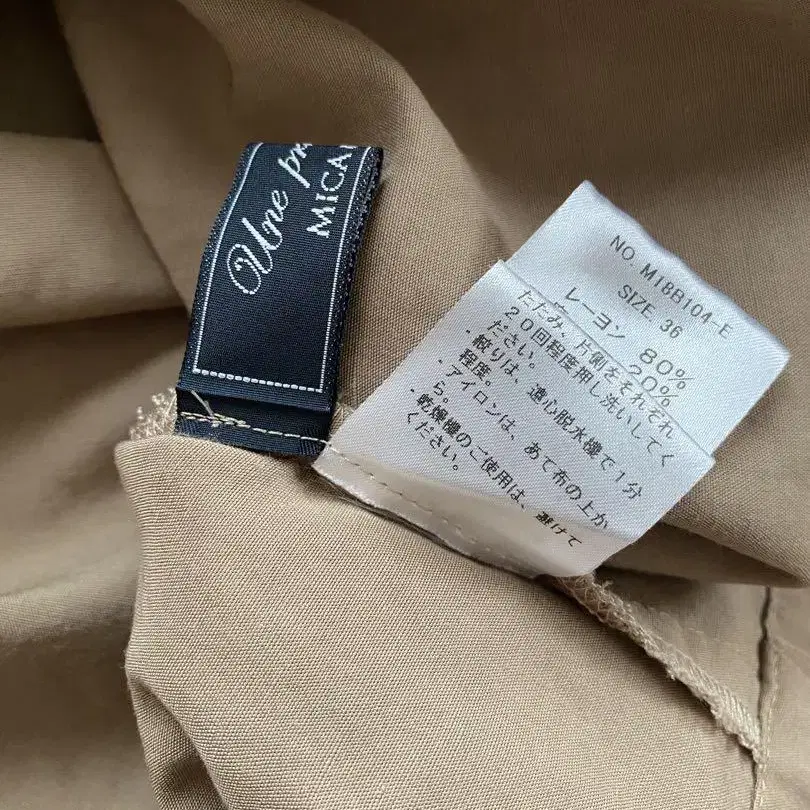 Une
MICA
NO. M18B104-E
SIZE. 36
レーヨン 80%
20%
たたみ、片側をそれぞれ
20回程度押し洗いしてく
ださい。
・絞りは、遠心脱水機で1分
程度。
・アイロンは、あて布の上か
ら。
・乾燥機のご使用は、避けて
ください。